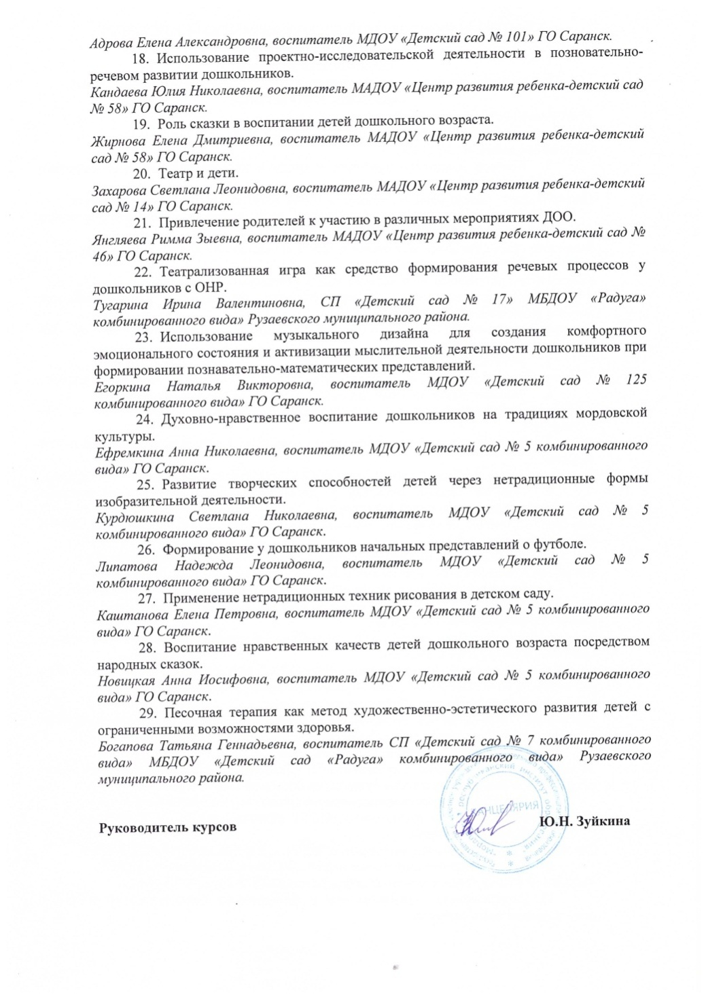 Адрова Елена Александровна, воспитатель МДОУ «Детский сад № 101» ГО Саранск.
18. Использование проектно-исследовательской деятельности в позновательно-
речевом развитии дошкольников.
Кандаева Юлия Николаевна, воспитатель МАДОУ «Центр развития ребенка-детский сад
№ 58» ГО Саранск.
19. Роль сказки в воспитании детей дошкольного возраста.
Жирнова Елена Дмитриевна, воспитатель МАДОУ «Центр развития ребенка-детский
сад № 58» ГО Саранск.
20. Театр и дети.
Захарова Светлана Леонидовна, воспитатель МАДОУ «Центр развития ребенка-детский
сад № 14» ГО Саранск.
21. Привлечение родителей к участию в различных мероприятиях ДОО.
Янгляева Римма Зыевна, воспитатель МАДОУ «Центр развития ребенка-детский сад №
46» ГО Саранск.
22. Театрализованная игра как средство формирования речевых процессов у
дошкольников с ОНР.
Тугарина Ирина Валентиновна, СП «Детский сад № 17» МБДОУ «Радуга»
комбинированного вида» Рузаевского муниципального района.
23. Использование музыкального дизайна для создания комфортного
эмоционального состояния и активизации мыслительной деятельности дошкольников при
формировании познавательно-математических представлений.
Егоркина Наталья Викторовна, воспитатель МДОУ «Детский сад № 125
комбинированного вида» ГО Саранск.
24. Духовно-нравственное воспитание дошкольников на традициях мордовской
культуры.
Ефремкина Анна Николаевна, воспитатель МДОУ «Детский сад № 5 комбинированного
вида» ГО Саранск.
25. Развитие творческих способностей детей через нетрадиционные формы
изобразительной деятельности.
Курдюшкина Светлана Николаевна, воспитатель МДОУ «Детский сад № 5
комбинированного вида» ГО Саранск.
26. Формирование у дошкольников начальных представлений о футболе.
Липатова Надежда Леонидовна, воспитатель МДОУ «Детский сад № 5
комбинированного вида» ГО Саранск.
27. Применение нетрадиционных техник рисования в детском саду.
Каштанова Елена Петровна, воспитатель МДОУ «Детский сад № 5 комбинированного
вида» ГО Саранск.
28. Воспитание нравственных качеств детей дошкольного возраста посредством
народных сказок.
Новицкая Анна Иосифовна, воспитатель МДОУ «Детский сад № 5 комбинированного
вида» ГО Саранск.
29. Песочная терапия как метод художественно-эстетического развития детей с
ограниченными возможностями здоровья.
Богапова Татьяна Геннадьевна, воспитатель СП «Детский сад № 7 комбинированного
вида» МБДОУ «Детский сад «Радуга» комбинированного вида» Рузаевского
муниципального района.
Руководитель курсов
Ю.Н. Зуйкина